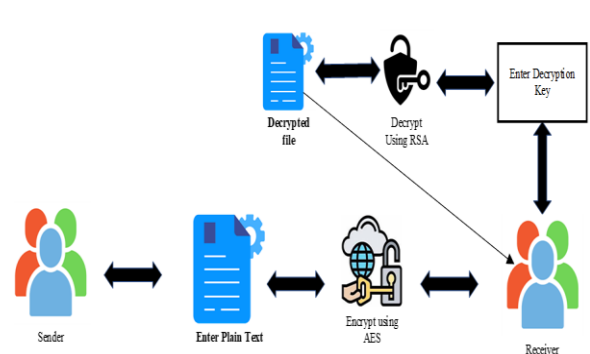 Decrypted
file
Decrypt
Using RSA
Enter Decryption
Key
Sender
Enter Plain Text
Encrypt using
AES
Receiver